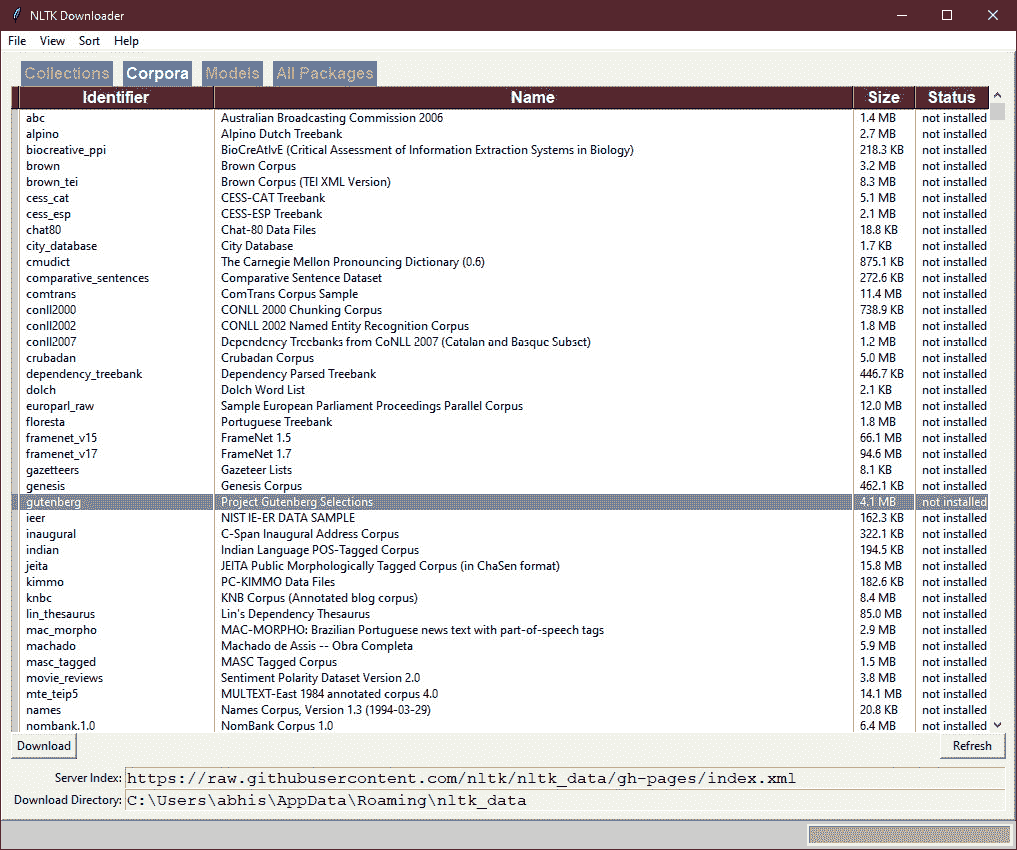 NLTK Downloader
File View Sort Help
Collections Corpora Models All Packages
Identifier Name Size Status
abc Australian Broadcasting Commission 2006 1.4 MB not installed
alpino Alpino Dutch Treebank 2.7 MB not installed
biocreative_ppi BioCreAtIvE (Critical Assessment of Information Extraction Systems in Biology) 218.3 KB not installed
brown Brown Corpus 3.2 MB not installed
brown_tei Brown Corpus (TEI XML Version) 8.3 MB not installed
cess_cat CESS-CAT Treebank 5.1 MB not installed
cess_esp CESS-ESP Treebank 2.1 MB not installed
chat80 Chat-80 Data Files 18.8 KB not installed
city_database City Database 1.7 KB not installed
cmudict The Carnegie Mellon Pronouncing Dictionary (0.6) 875.1 KB not installed
comparative_sentences Comparative Sentence Dataset 272.6 KB not installed
comtrans ComTrans Corpus Sample 11.4 MB not installed
conll2000 CONLL 2000 Chunking Corpus 738.9 KB not installed
conll2002 CONLL 2002 Named Entity Recognition Corpus 1.8 MB not installed
conll2007 Dependency Treebanks from CoNLL 2007 (Catalan and Basque Subset) 1.2 MB not installed
crubadan Crubadan Corpus 5.0 MB not installed
dependency_treebank Dependency Parsed Treebank 446.7 KB not installed
dolch Dolch Word List 2.1 KB not installed
europarl_raw Sample European Parliament Proceedings Parallel Corpus 12.0 MB not installed
floresta Portuguese Treebank 1.8 MB not installed
framenet_v15 FrameNet 1.5 66.1 MB not installed
framenet_v17 FrameNet 1.7 94.6 MB not installed
gazetteers Gazeteer Lists 8.1 KB not installed
genesis Genesis Corpus 462.1 KB not installed
gutenberg Project Gutenberg Selections 4.1 MB not installed
ieer NIST IE-ER DATA SAMPLE 162.3 KB not installed
inaugural C-Span Inaugural Address Corpus 322.1 KB not installed
indian Indian Language POS-Tagged Corpus 194.5 KB not installed
jeita JEITA Public Morphologically Tagged Corpus (in ChaSen format) 15.8 MB not installed
kimmo PC-KIMMO Data Files 182.6 KB not installed
knbc KNB Corpus (Annotated blog corpus) 8.4 MB not installed
lin_thesaurus Lin's Dependency Thesaurus 85.0 MB not installed
mac_morpho MAC-MORPHO: Brazilian Portuguese news text with part-of-speech tags 2.9 MB not installed
machado Machado de Assis -- Obra Completa 5.9 MB not installed
masc_tagged MASC Tagged Corpus 1.5 MB not installed
movie_reviews Sentiment Polarity Dataset Version 2.0 3.8 MB not installed
mte_teip5 MULTEXT-East 1984 annotated corpus 4.0 14.1 MB not installed
names Names Corpus, Version 1.3 (1994-03-29) 20.8 KB not installed
nombank.1.0 NomBank Corpus 1.0 6.4 MB not installed
Download Refresh
Server Index: https://raw.githubusercontent.com/nltk/nltk_data/gh-pages/index.xml
Download Directory: C:\Users\abhis\AppData\Roaming\nltk_data